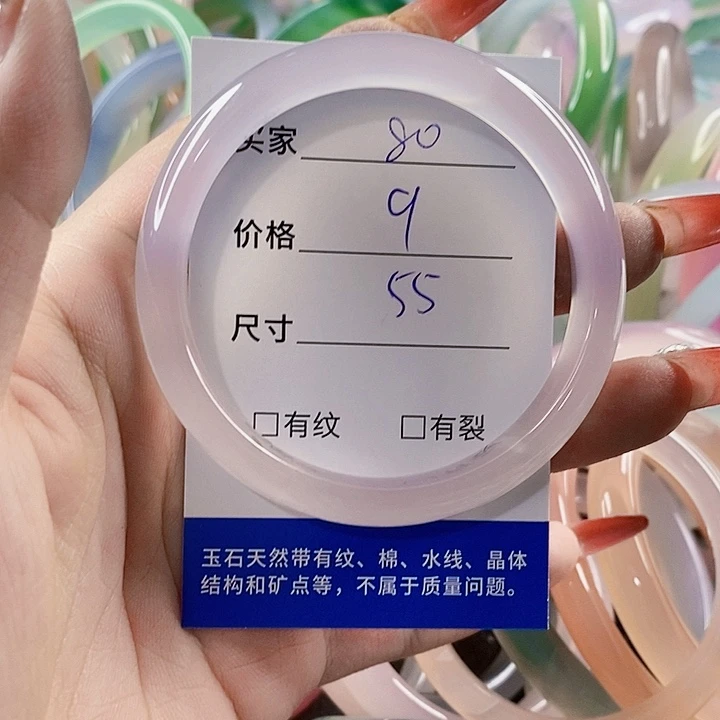 买家 80
价格 9
尺寸 55
□有纹 □有裂
玉石天然带有纹、棉、水线、晶体
结构和矿点等，不属于质量问题。